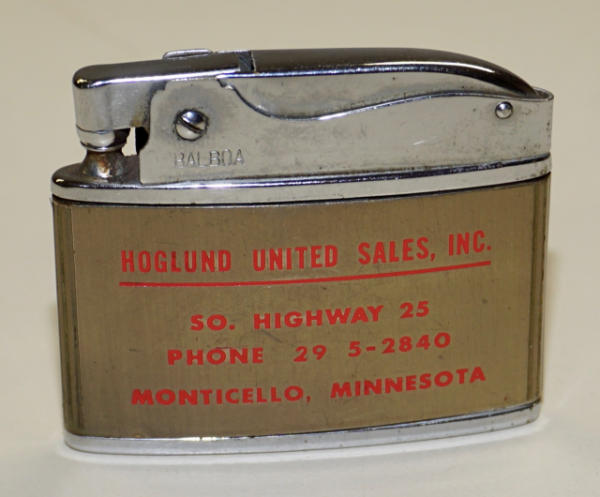 BALBOA
HOGLUND UNITED SALES, INC.
SO. HIGHWAY 25
PHONE 29 5-2840
MONTICELLO, MINNESOTA